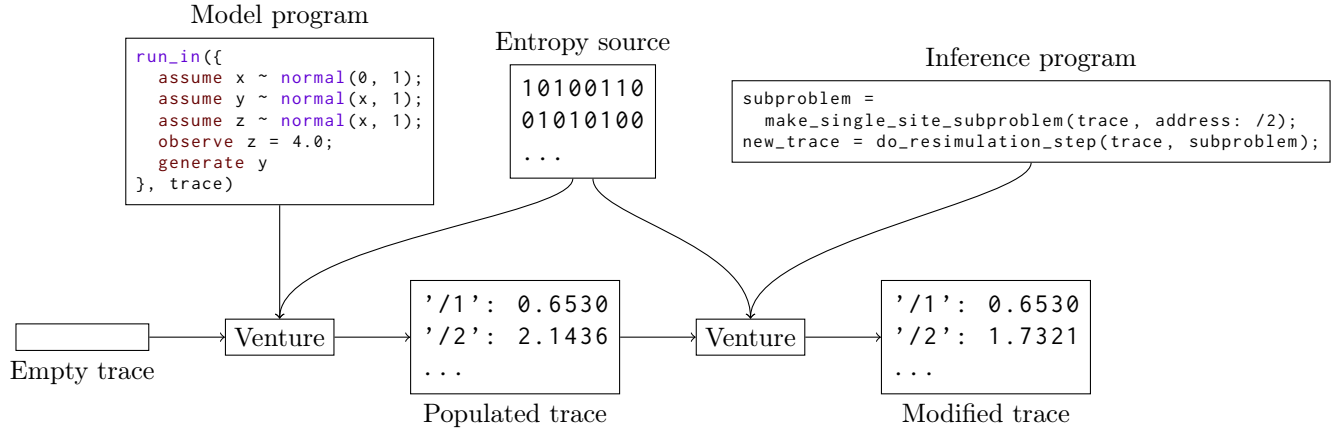 Model program
run_in({
  assume x ~ normal(0, 1);
  assume y ~ normal(x, 1);
  assume z ~ normal(x, 1);
  observe z = 4.0;
  generate y
}, trace)
Entropy source
10100110
01010100
...
Inference program
subproblem =
  make_single_site_subproblem(trace, address: /2);
new_trace = do_resimulation_step(trace, subproblem);
Empty trace
Venture
'/1': 0.6530
'/2': 2.1436
...
Populated trace
Venture
'/1': 0.6530
'/2': 1.7321
...
Modified trace